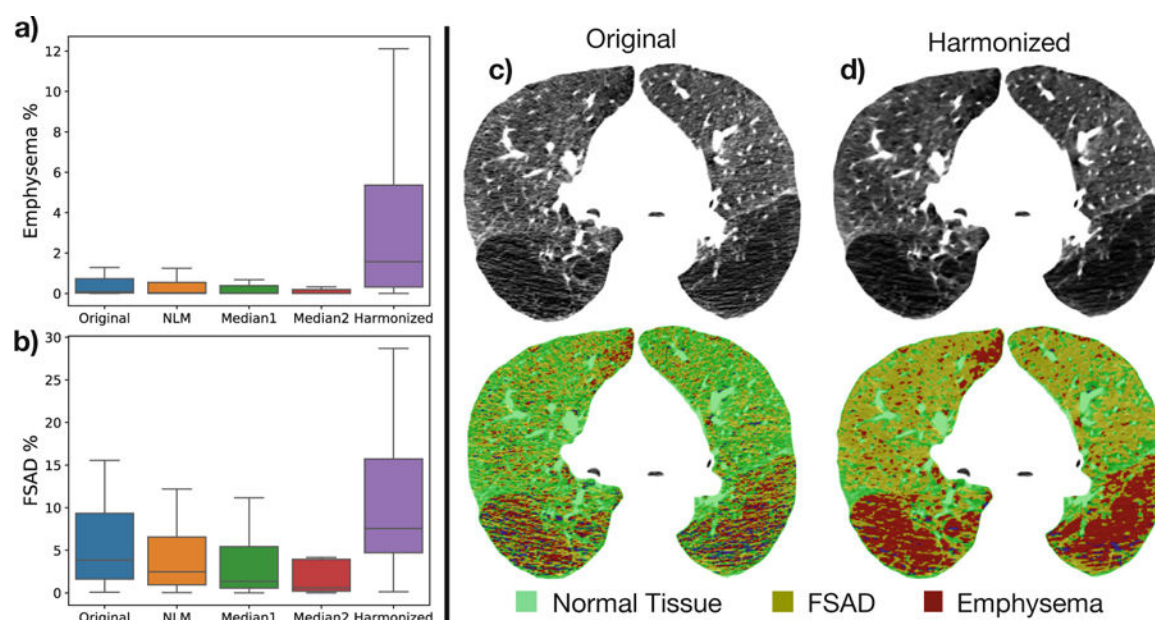 a)
Emphysema %
12
10
8
6
4
2
0
Original NLM Median1 Median2 Harmonized
b)
FSAD %
30
25
20
15
10
5
0
Original NLM Median1 Median2 Harmonized
Original
Harmonized
c)
d)
Normal Tissue FSAD Emphysema